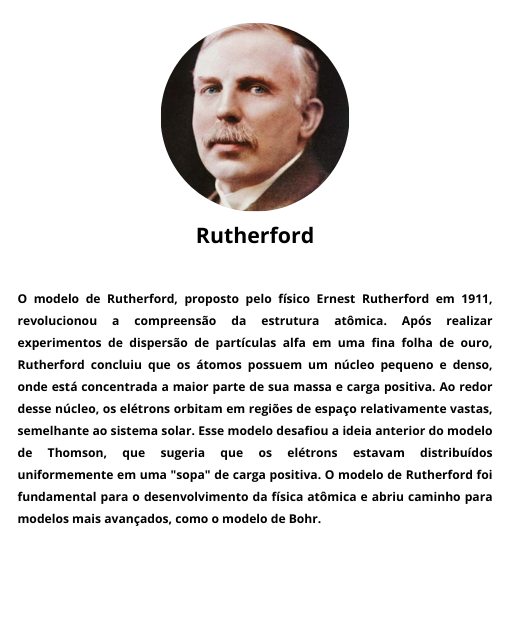 Rutherford
O modelo de Rutherford, proposto pelo físico Ernest Rutherford em 1911,
revolucionou a compreensão da estrutura atômica. Após realizar
experimentos de dispersão de partículas alfa em uma fina folha de ouro,
Rutherford concluiu que os átomos possuem um núcleo pequeno e denso,
onde está concentrada a maior parte de sua massa e carga positiva. Ao redor
desse núcleo, os elétrons orbitam em regiões de espaço relativamente vastas,
semelhante ao sistema solar. Esse modelo desafiou a ideia anterior do modelo
de Thomson, que sugeria que os elétrons estavam distribuídos
uniformemente em uma "sopa" de carga positiva. O modelo de Rutherford foi
fundamental para o desenvolvimento da física atômica e abriu caminho para
modelos mais avançados, como o modelo de Bohr.